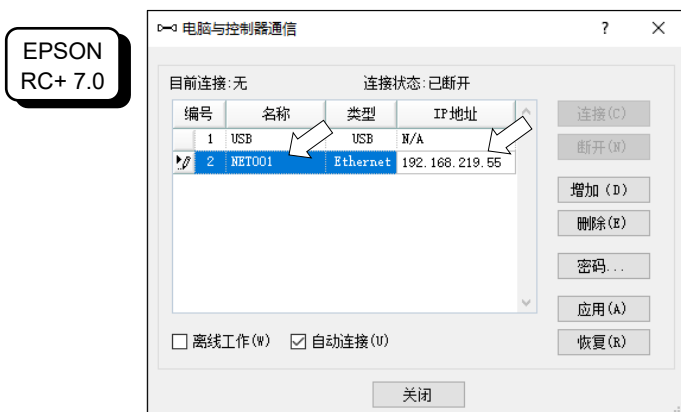 EPSON
RC+ 7.0
电脑与控制器通信
目前连接:无 连接状态:已断开
编号 名称 类型 IP地址
1 USB USB N/A
2 NET001 Ethernet 192.168.219.55
连接(C)
断开(N)
增加 (D)
删除(E)
密码...
应用(A)
恢复(R)
离线工作(W) 自动连接(U)
关闭